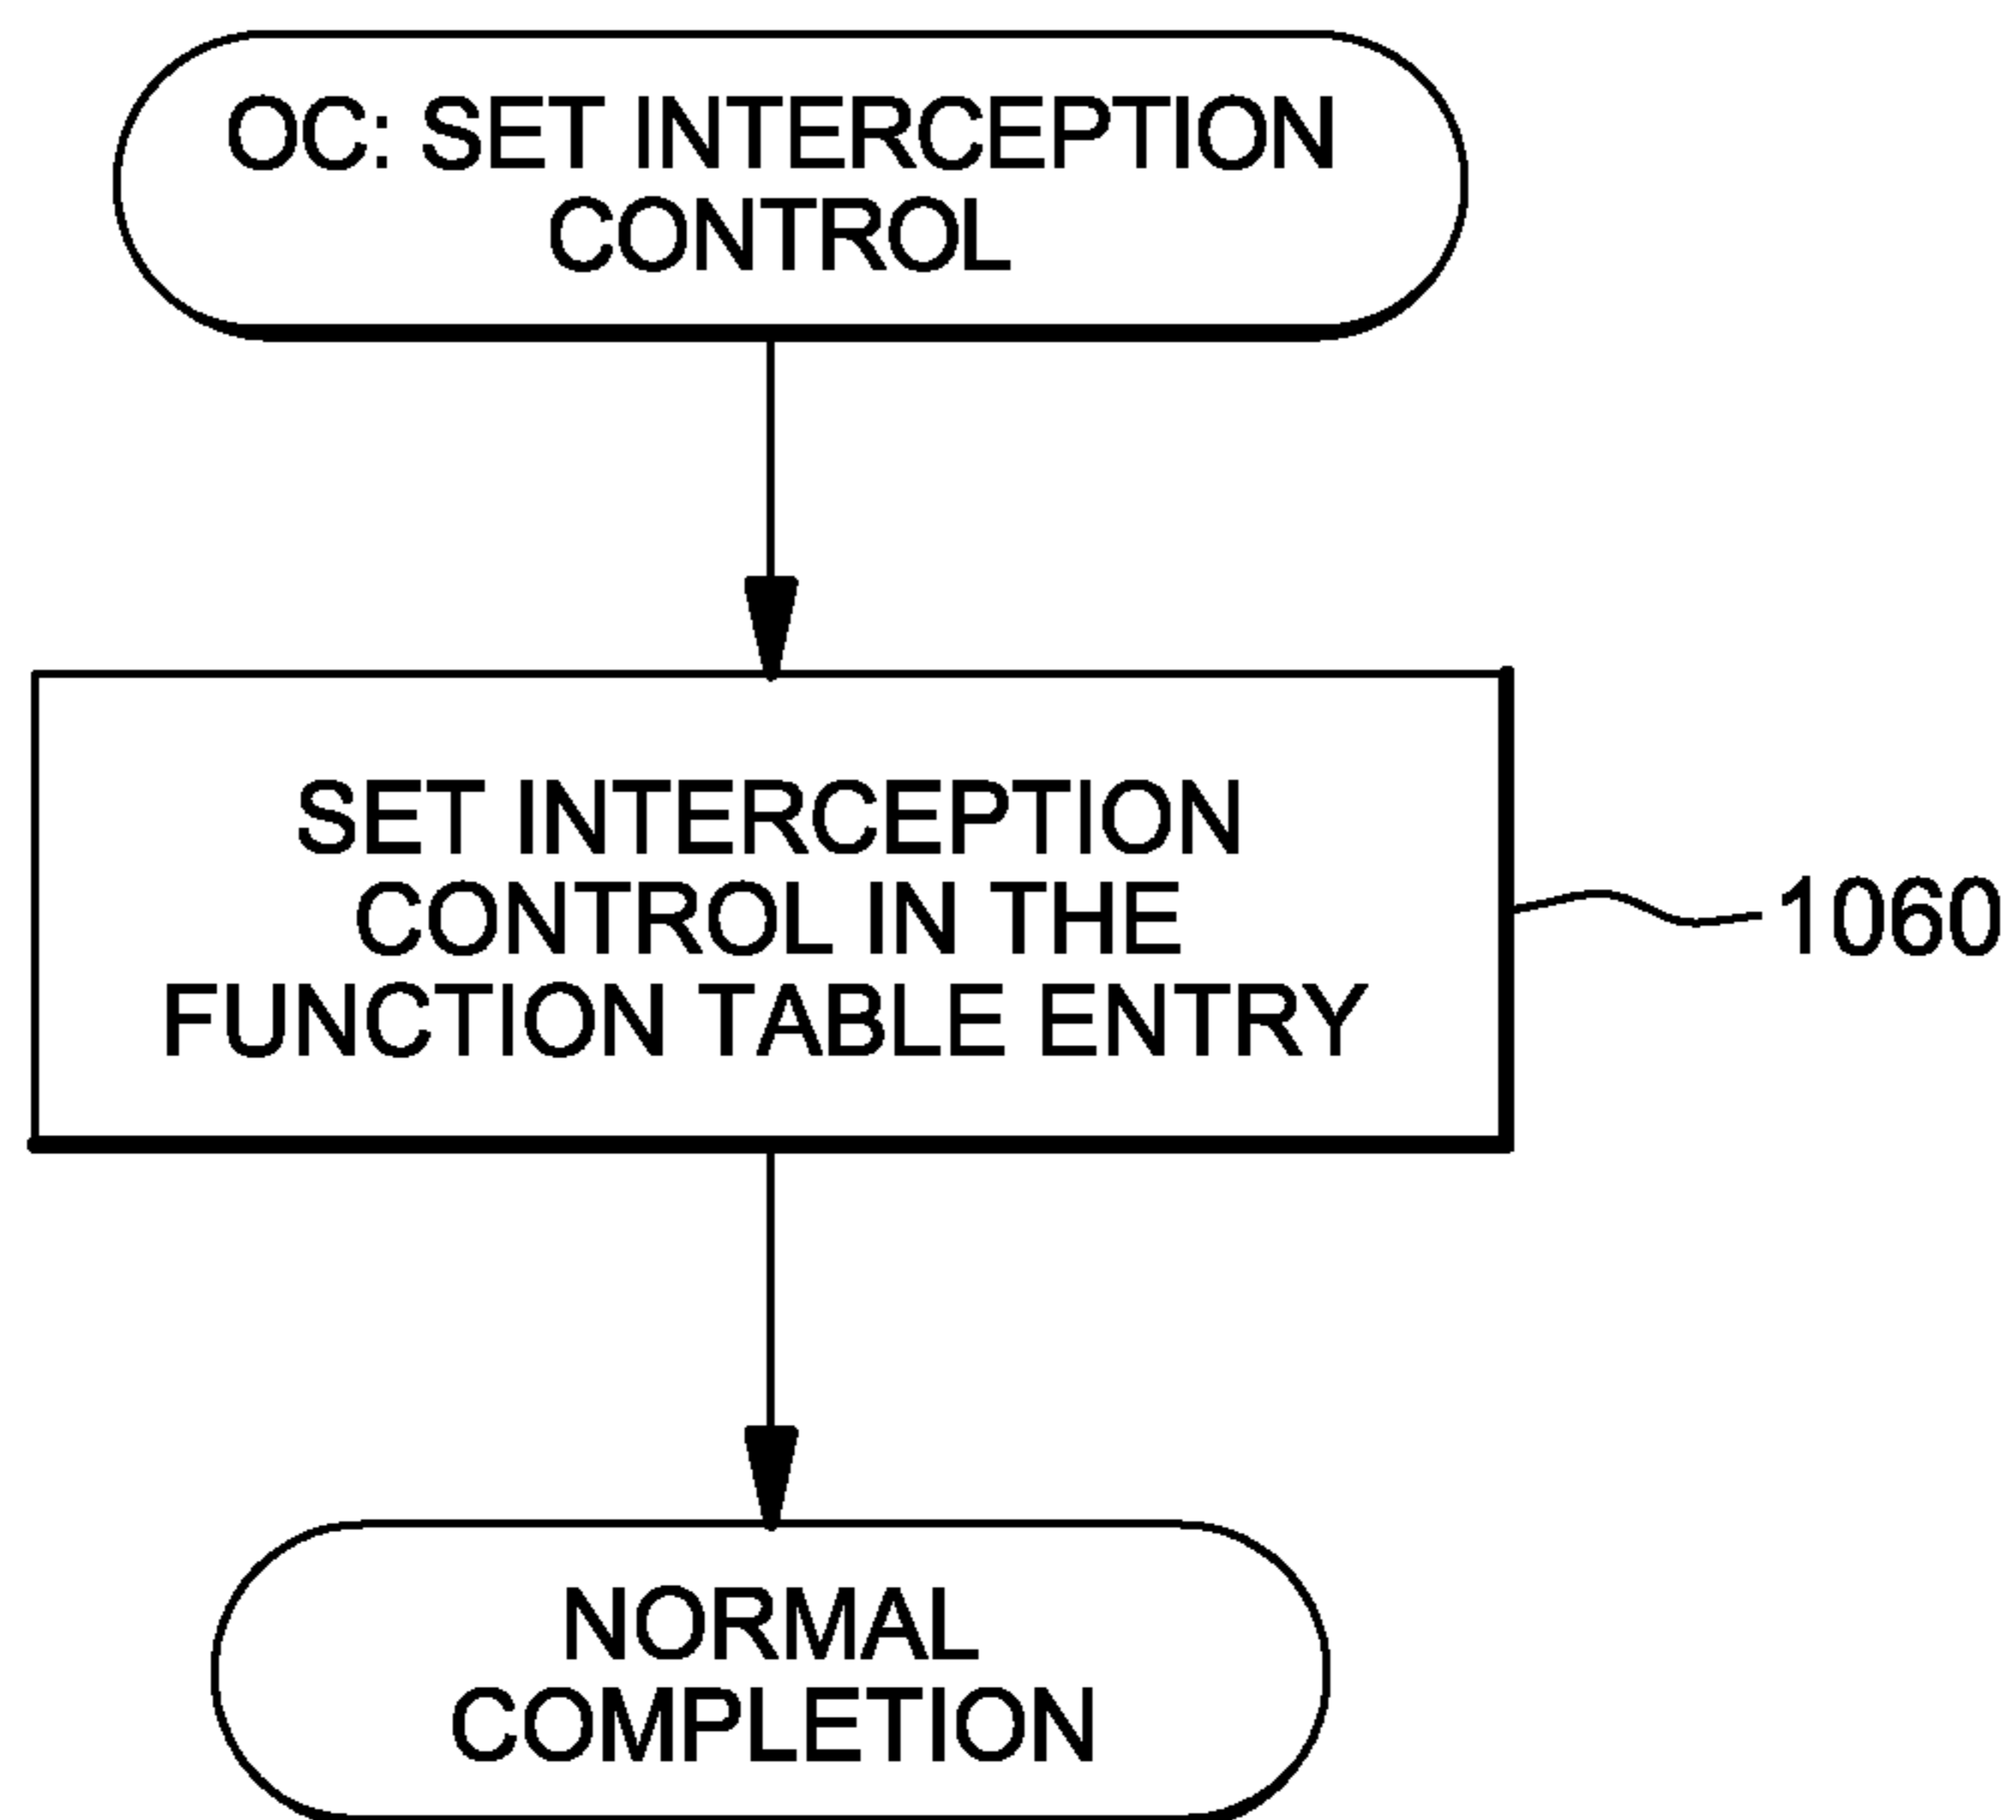 OC: SET INTERCEPTION
CONTROL
SET INTERCEPTION
CONTROL IN THE
FUNCTION TABLE ENTRY
1060
NORMAL
COMPLETION